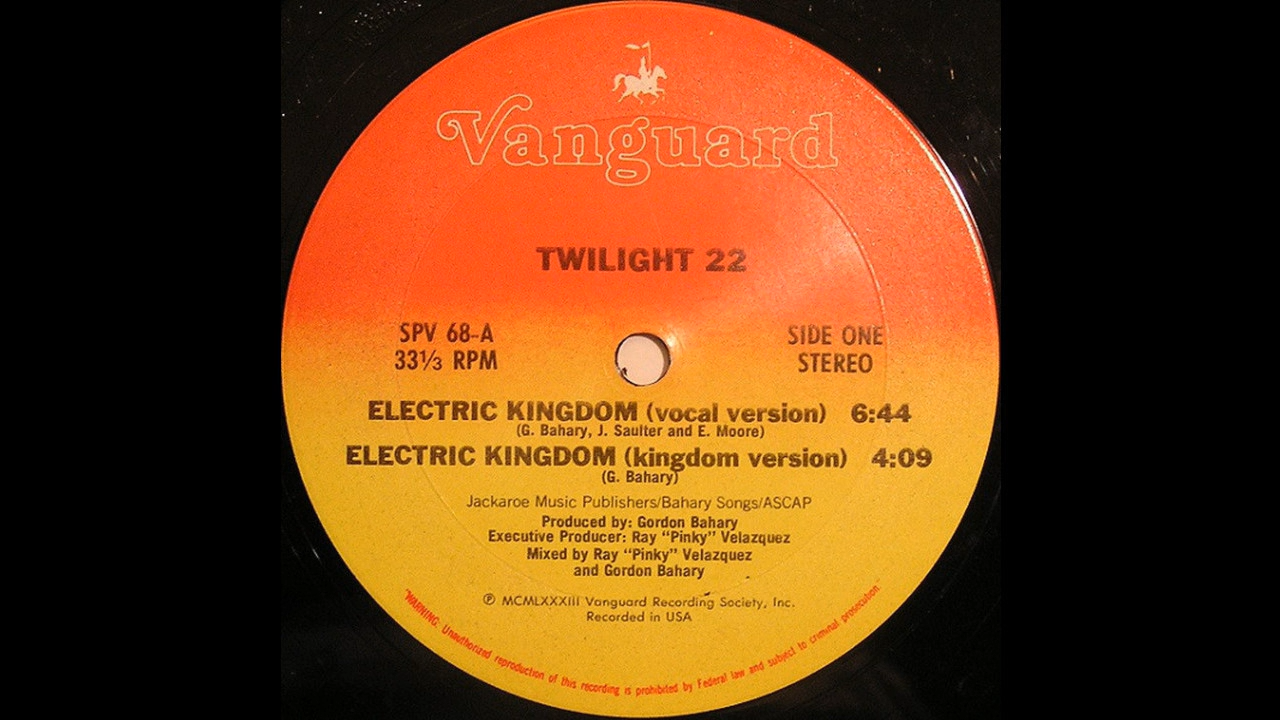 Vanguard
TWILIGHT 22
SPV 68-A
33⅓ RPM
SIDE ONE
STEREO
ELECTRIC KINGDOM (vocal version) 6:44
(G. Bahary, J. Saulter and E. Moore)
ELECTRIC KINGDOM (kingdom version) 4:09
(G. Bahary)
Jackaroe Music Publishers/Bahary Songs/ASCAP
Produced by: Gordon Bahary
Executive Producer: Ray “Pinky” Velazquez
Mixed by Ray “Pinky” Velazquez
and Gordon Bahary
℗ MCMLXXXIII Vanguard Recording Society, Inc.
Recorded in USA
"WARNING: Unauthorized reproduction of this recording is prohibited by Federal law and subject to criminal prosecution."